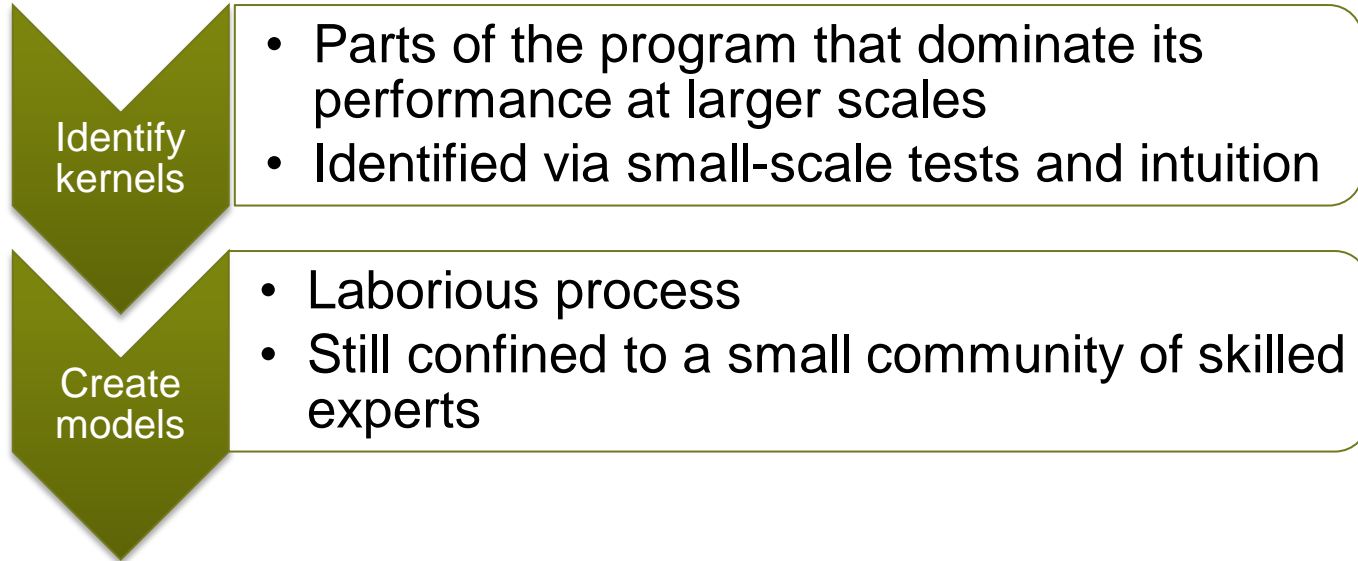 Identify
kernels
• Parts of the program that dominate its
performance at larger scales
• Identified via small-scale tests and intuition
Create
models
• Laborious process
• Still confined to a small community of skilled
experts